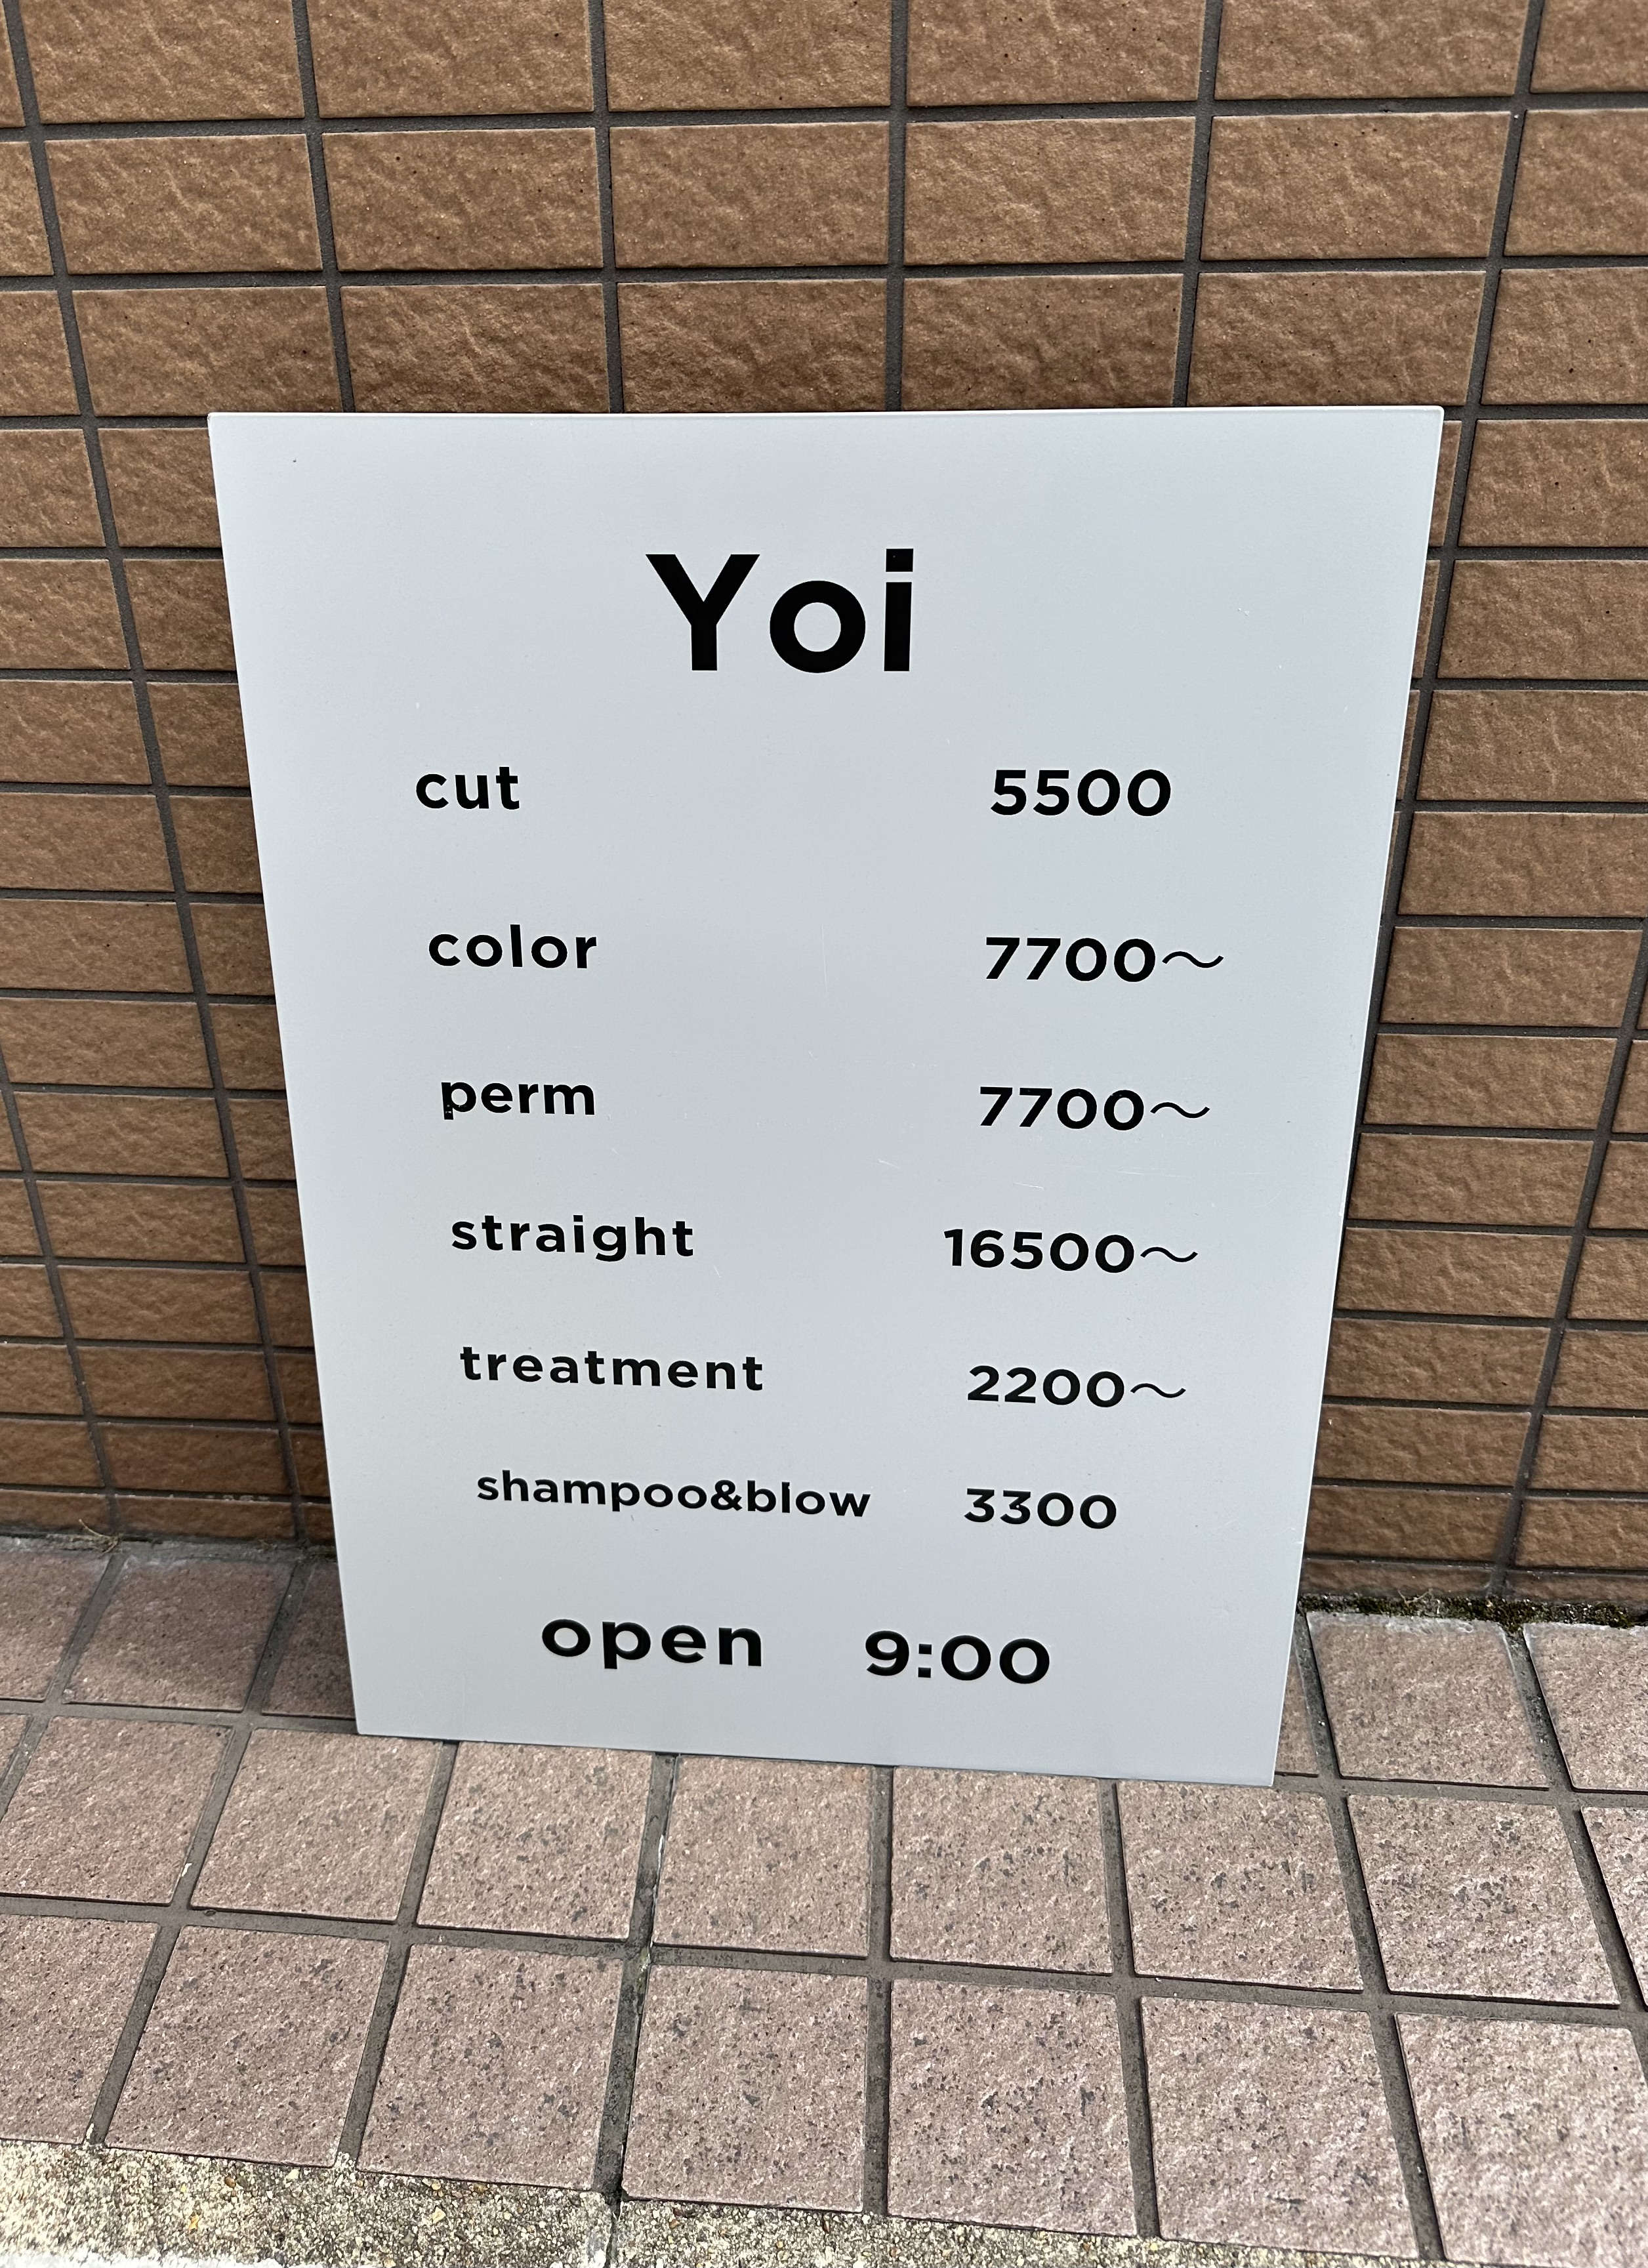 Yoi
cut 5500
color 7700～
perm 7700～
straight 16500～
treatment 2200～
shampoo&blow 3300
open 9:00